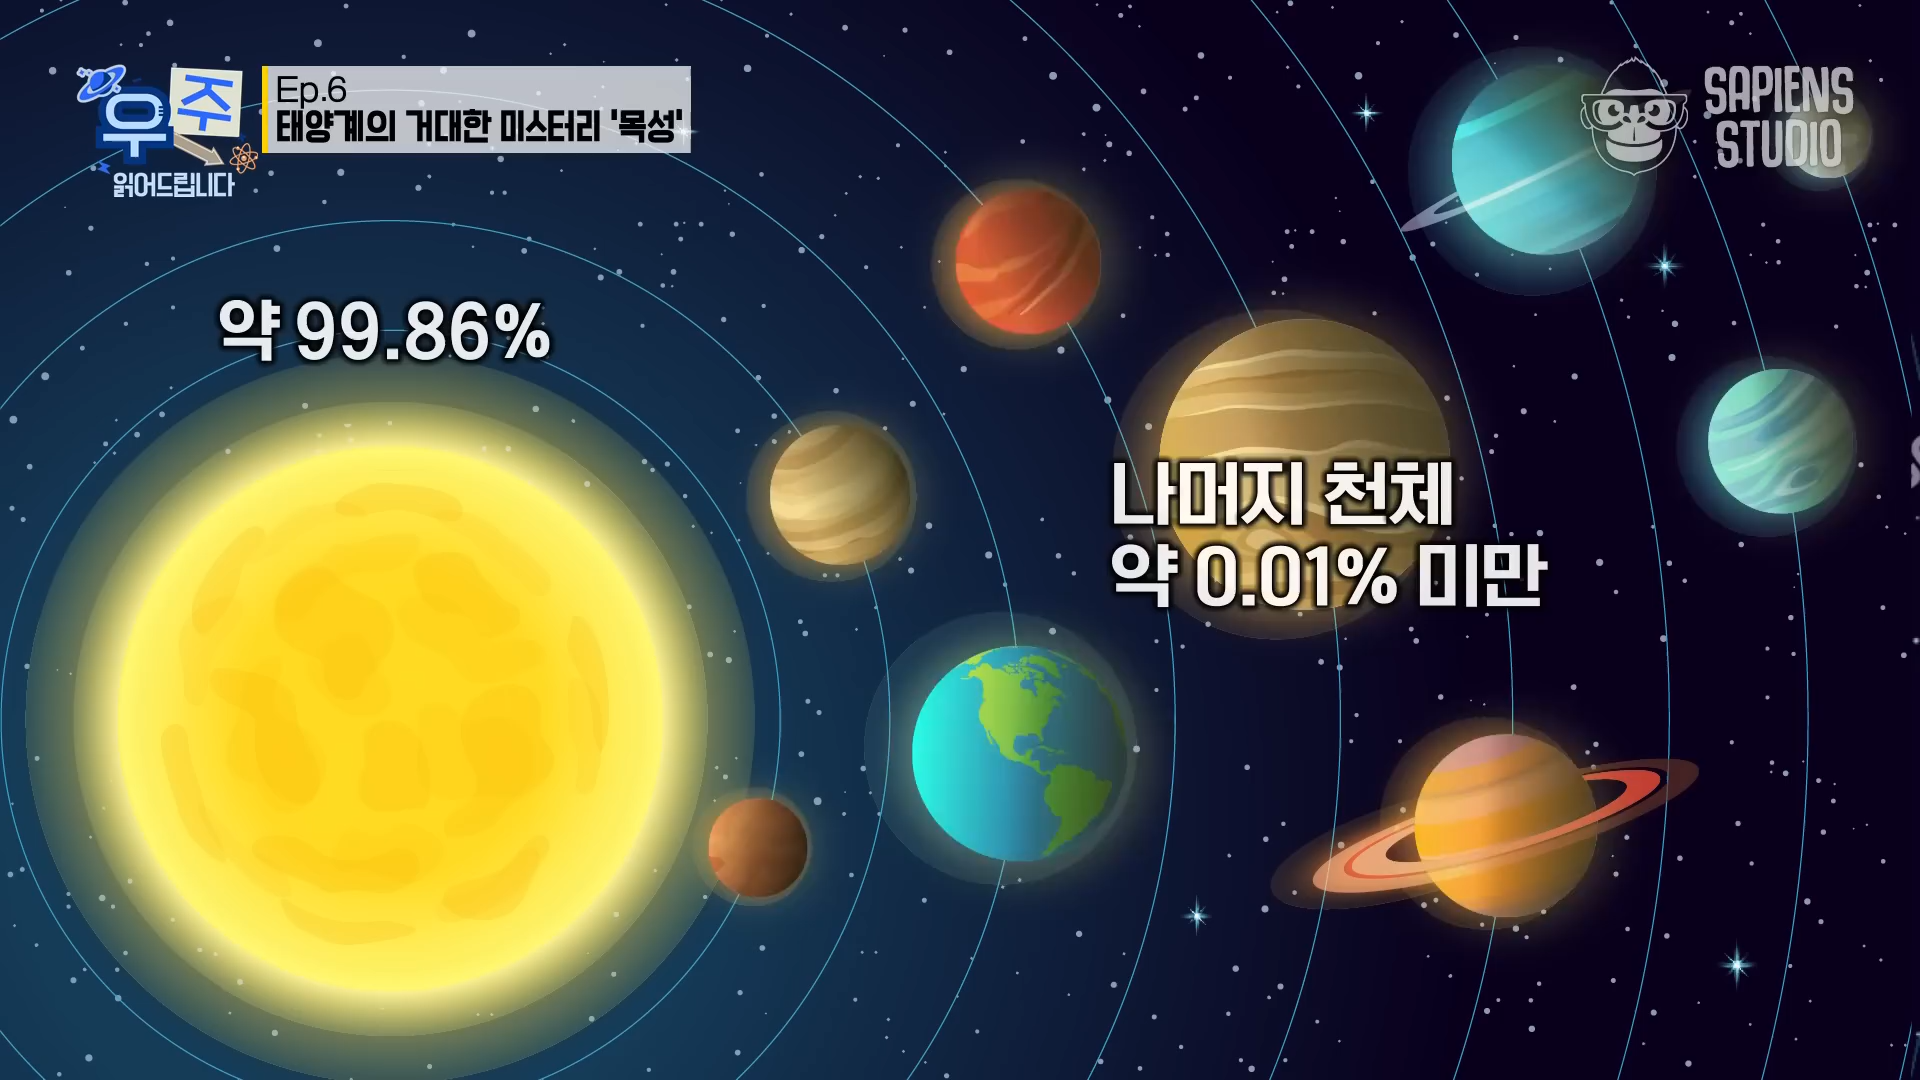 우주
읽어드립니다
Ep.6
태양계의 거대한 미스터리 '목성'
SAPIENS
STUDIO
약 99.86%
나머지 천체
약 0.01% 미만